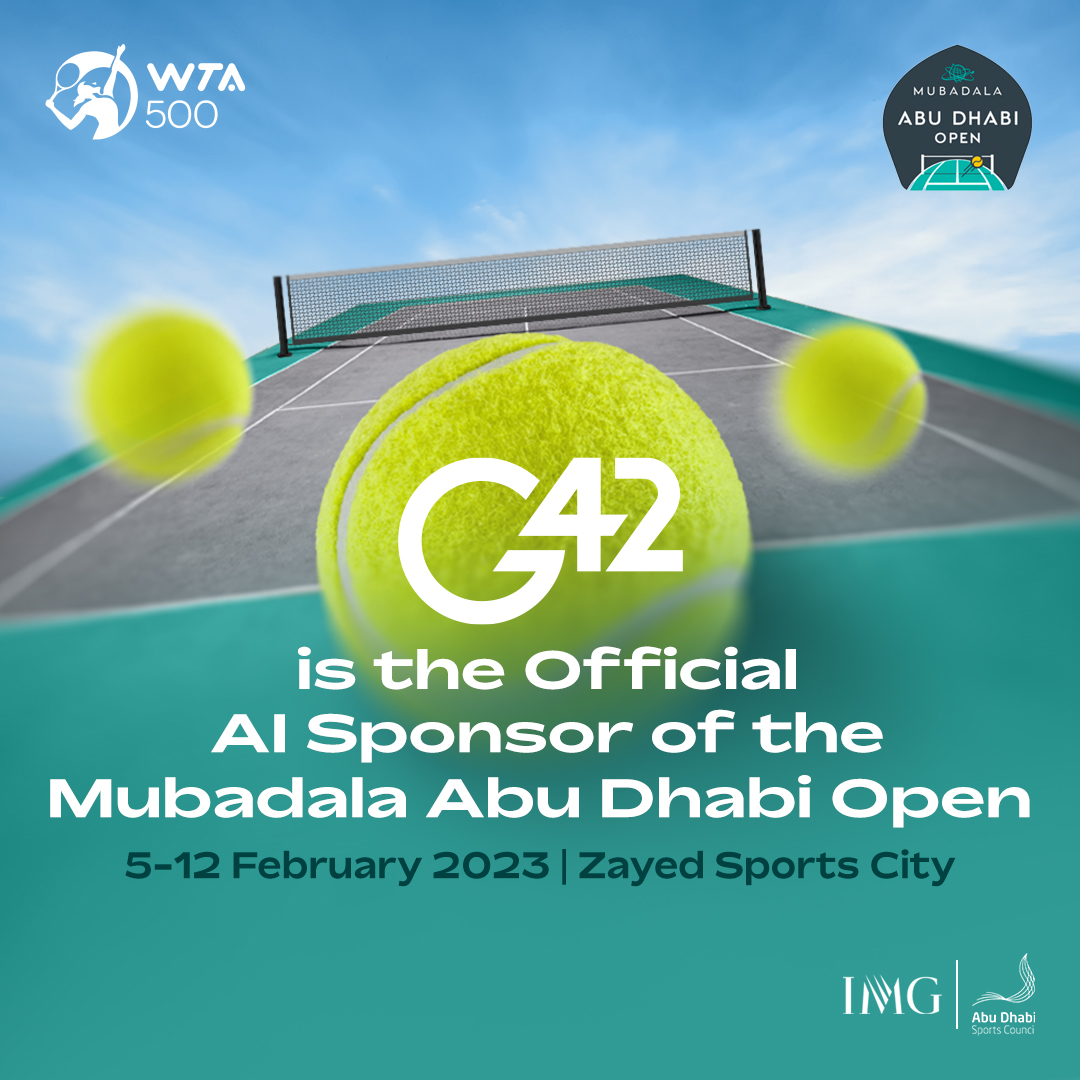 WTA
500
MUBADALA
ABU DHABI
OPEN
G42
is the Official
AI Sponsor of the
Mubadala Abu Dhabi Open
5-12 February 2023 | Zayed Sports City
IMG
Abu Dhabi
Sports Counci